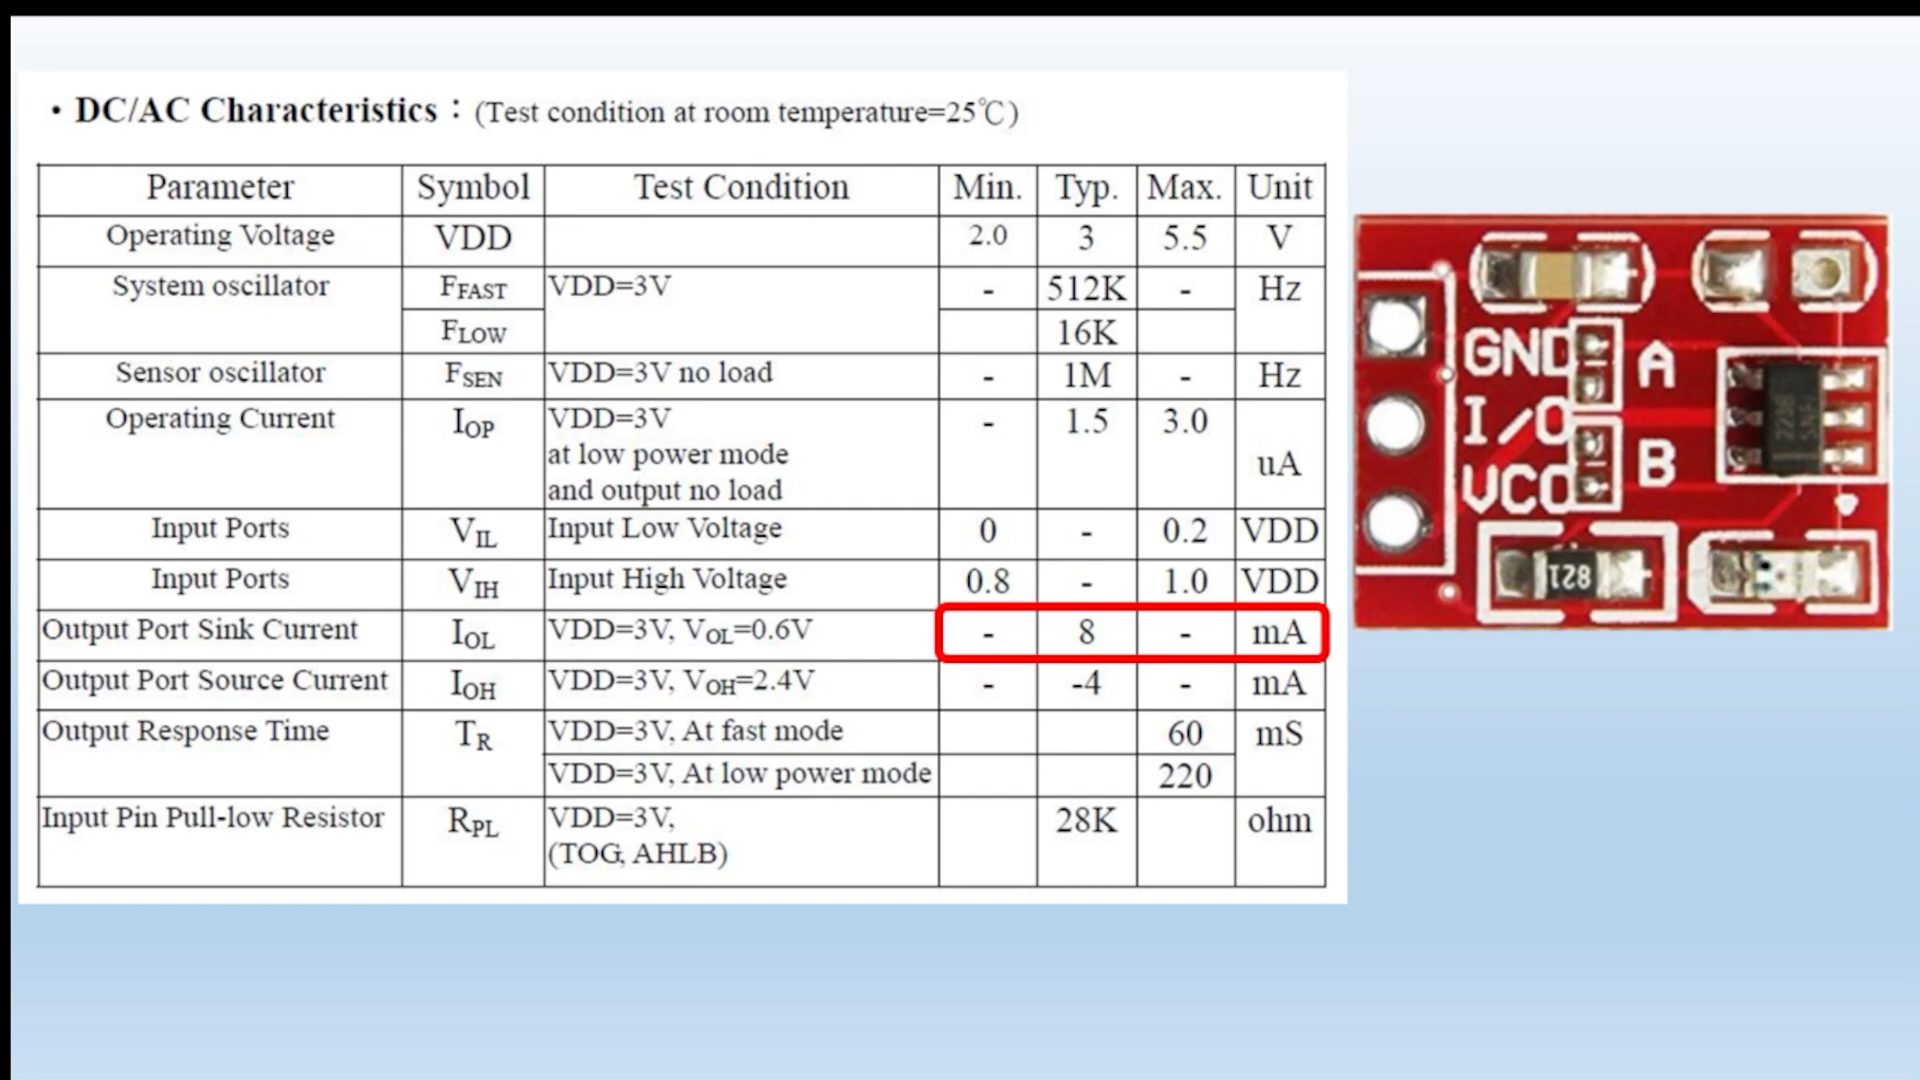 • DC/AC Characteristics：(Test condition at room temperature=25℃)
Parameter Symbol Test Condition Min. Typ. Max. Unit
Operating Voltage VDD 2.0 3 5.5 V
System oscillator FFAST VDD=3V - 512K - Hz
FLOW 16K
Sensor oscillator FSEN VDD=3V no load - 1M - Hz
Operating Current IOP VDD=3V - 1.5 3.0 uA
at low power mode
and output no load
Input Ports VIL Input Low Voltage 0 - 0.2 VDD
Input Ports VIH Input High Voltage 0.8 - 1.0 VDD
Output Port Sink Current IOL VDD=3V, VOL=0.6V - 8 - mA
Output Port Source Current IOH VDD=3V, VOH=2.4V - -4 - mA
Output Response Time TR VDD=3V, At fast mode 60 mS
VDD=3V, At low power mode 220
Input Pin Pull-low Resistor RPL VDD=3V, 28K ohm
(TOG, AHLB)
GND A
I/O
B
VCC
821